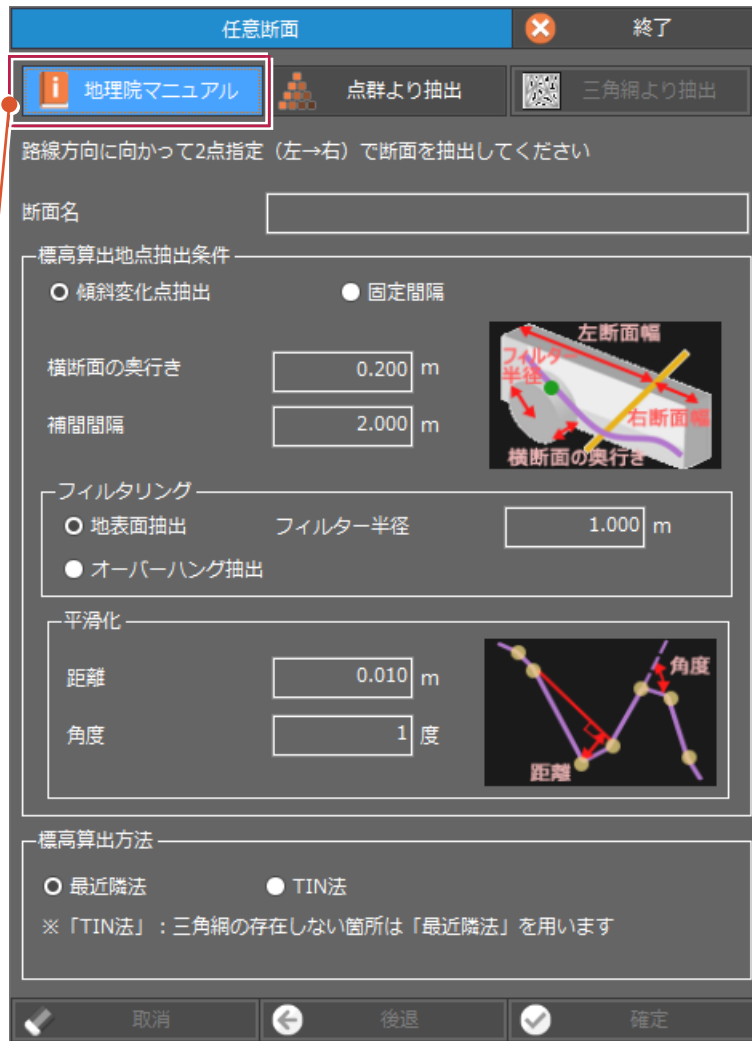 任意断面 終了
地理院マニュアル 点群より抽出 三角網より抽出
路線方向に向かって2点指定（左→右）で断面を抽出してください
断面名
標高算出地点抽出条件
傾斜変化点抽出 固定間隔
横断面の奥行き 0.200 m
補間間隔 2.000 m
左断面幅
フィルター
半径
右断面幅
横断面の奥行き
フィルタリング
地表面抽出 フィルター半径 1.000 m
オーバーハング抽出
平滑化
距離 0.010 m
角度 1 度
角度
距離
標高算出方法
最近隣法 TIN法
※「TIN法」：三角網の存在しない箇所は「最近隣法」を用います
取消 後退 確定